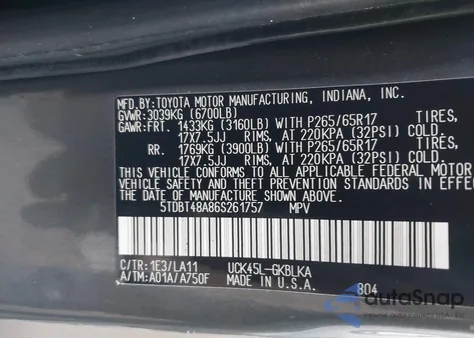 MFD.BY:TOYOTA MOTOR MANUFACTURING, INDIANA, INC.
GVWR:3039KG (6700LB)
GAWR:FRT. 1433KG (3160LB) WITH P265/65R17 TIRES,
17X7.5JJ RIMS, AT 220KPA (32PSI) COLD.
RR. 1769KG (3900LB) WITH P265/65R17 TIRES,
17X7.5JJ RIMS, AT 220KPA (32PSI) COLD.
THIS VEHICLE CONFORMS TO ALL APPLICABLE FEDERAL MOTOR
VEHICLE SAFETY AND THEFT PREVENTION STANDARDS IN EFFEC
THE DATE OF MANUFACTURE SHOWN ABOVE.
5TDBT48A86S261757 MPV
C/TR:1E3/LA11 UCK45L-GKBLKA
A/TM:A01A/A750F MADE IN U.S.A. 804
autoSnap